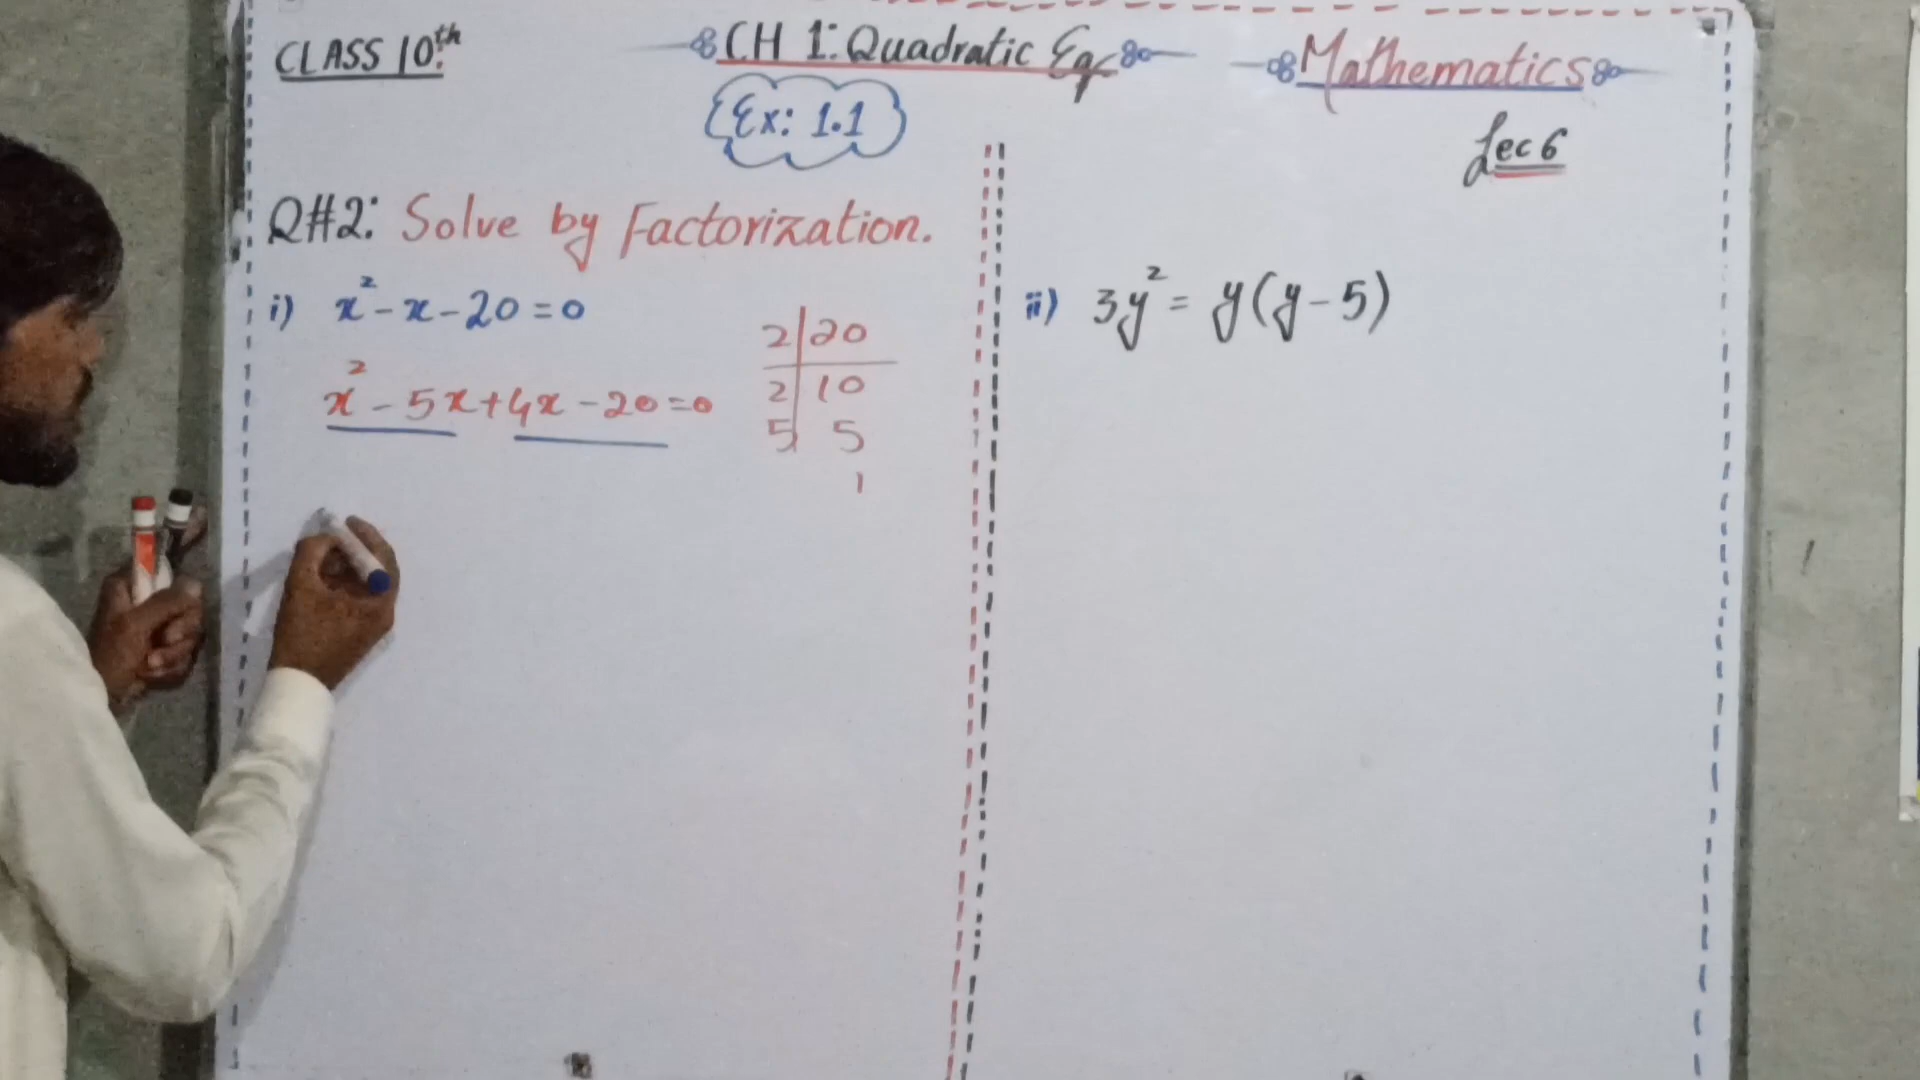 CLASS 10th.
CH 1: Quadratic Eq
Mathematics
Ex: 1.1
Lec 6
Q#2: Solve by Factorization.
i) x² - x - 20 = 0
x² - 5x + 4x - 20 = 0
2 | 20
2 | 10
5 | 5
1
ii) 3y² = y(y - 5)